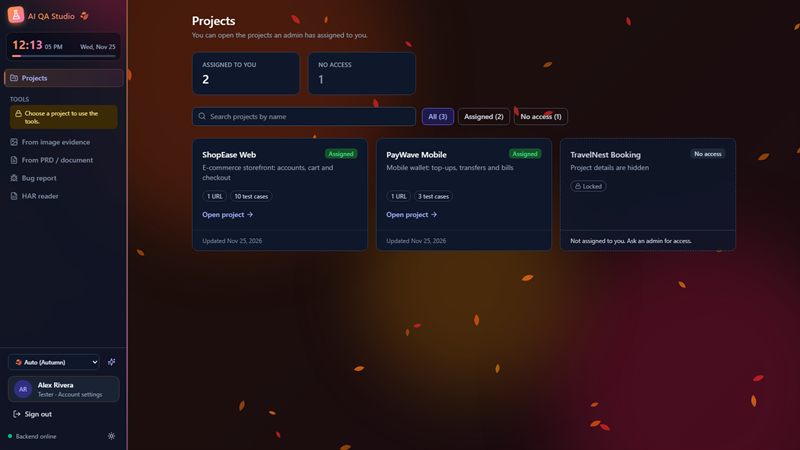 AI QA Studio
12:13 05 PM
Wed, Nov 25
Projects
TOOLS
Choose a project to use the
tools.
From image evidence
From PRD / document
Bug report
HAR reader
Auto (Autumn)
AR
Alex Rivera
Tester · Account settings
Sign out
Backend online
Projects
You can open the projects an admin has assigned to you.
ASSIGNED TO YOU
2
NO ACCESS
1
Search projects by name
All (3)
Assigned (2)
No access (1)
ShopEase Web
Assigned
E-commerce storefront: accounts, cart and
checkout
1 URL
10 test cases
Open project →
Updated Nov 25, 2026
PayWave Mobile
Assigned
Mobile wallet: top-ups, transfers and bills
1 URL
3 test cases
Open project →
Updated Nov 25, 2026
TravelNest Booking
No access
Project details are hidden
Locked
Not assigned to you. Ask an admin for access.